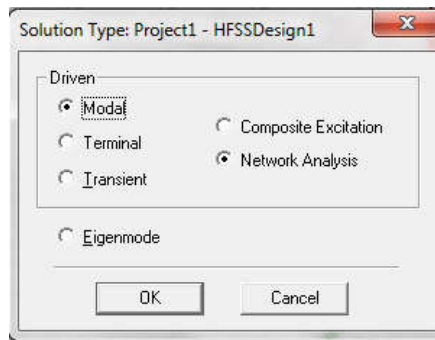 Solution Type: Project1 - HFSSDesign1
Driven
Modal
Terminal
Transient
Composite Excitation
Network Analysis
Eigenmode
OK
Cancel